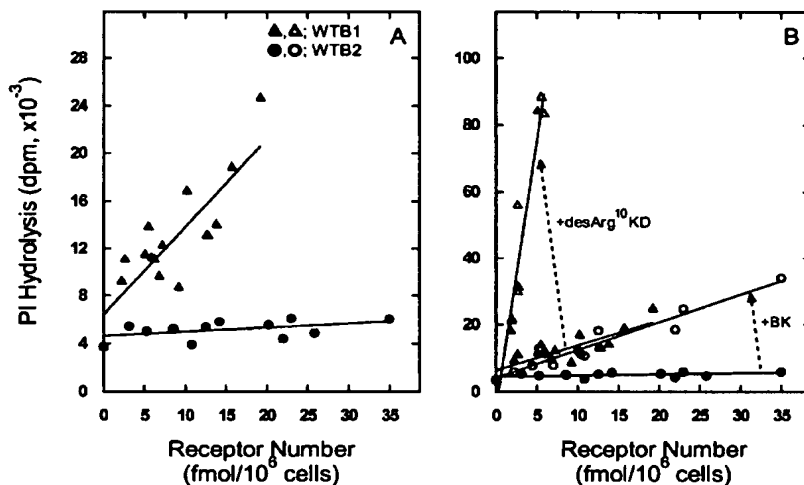 ▲,△; WTB1
●,○; WTB2
A
28
24
20
16
12
8
4
0
PI Hydrolysis (dpm, x10⁻³)
0 5 10 15 20 25 30 35
Receptor Number
(fmol/10⁶ cells)
B
100
80
60
40
20
0
+desArg¹⁰KD
+BK
0 5 10 15 20 25 30 35
Receptor Number
(fmol/10⁶ cells)